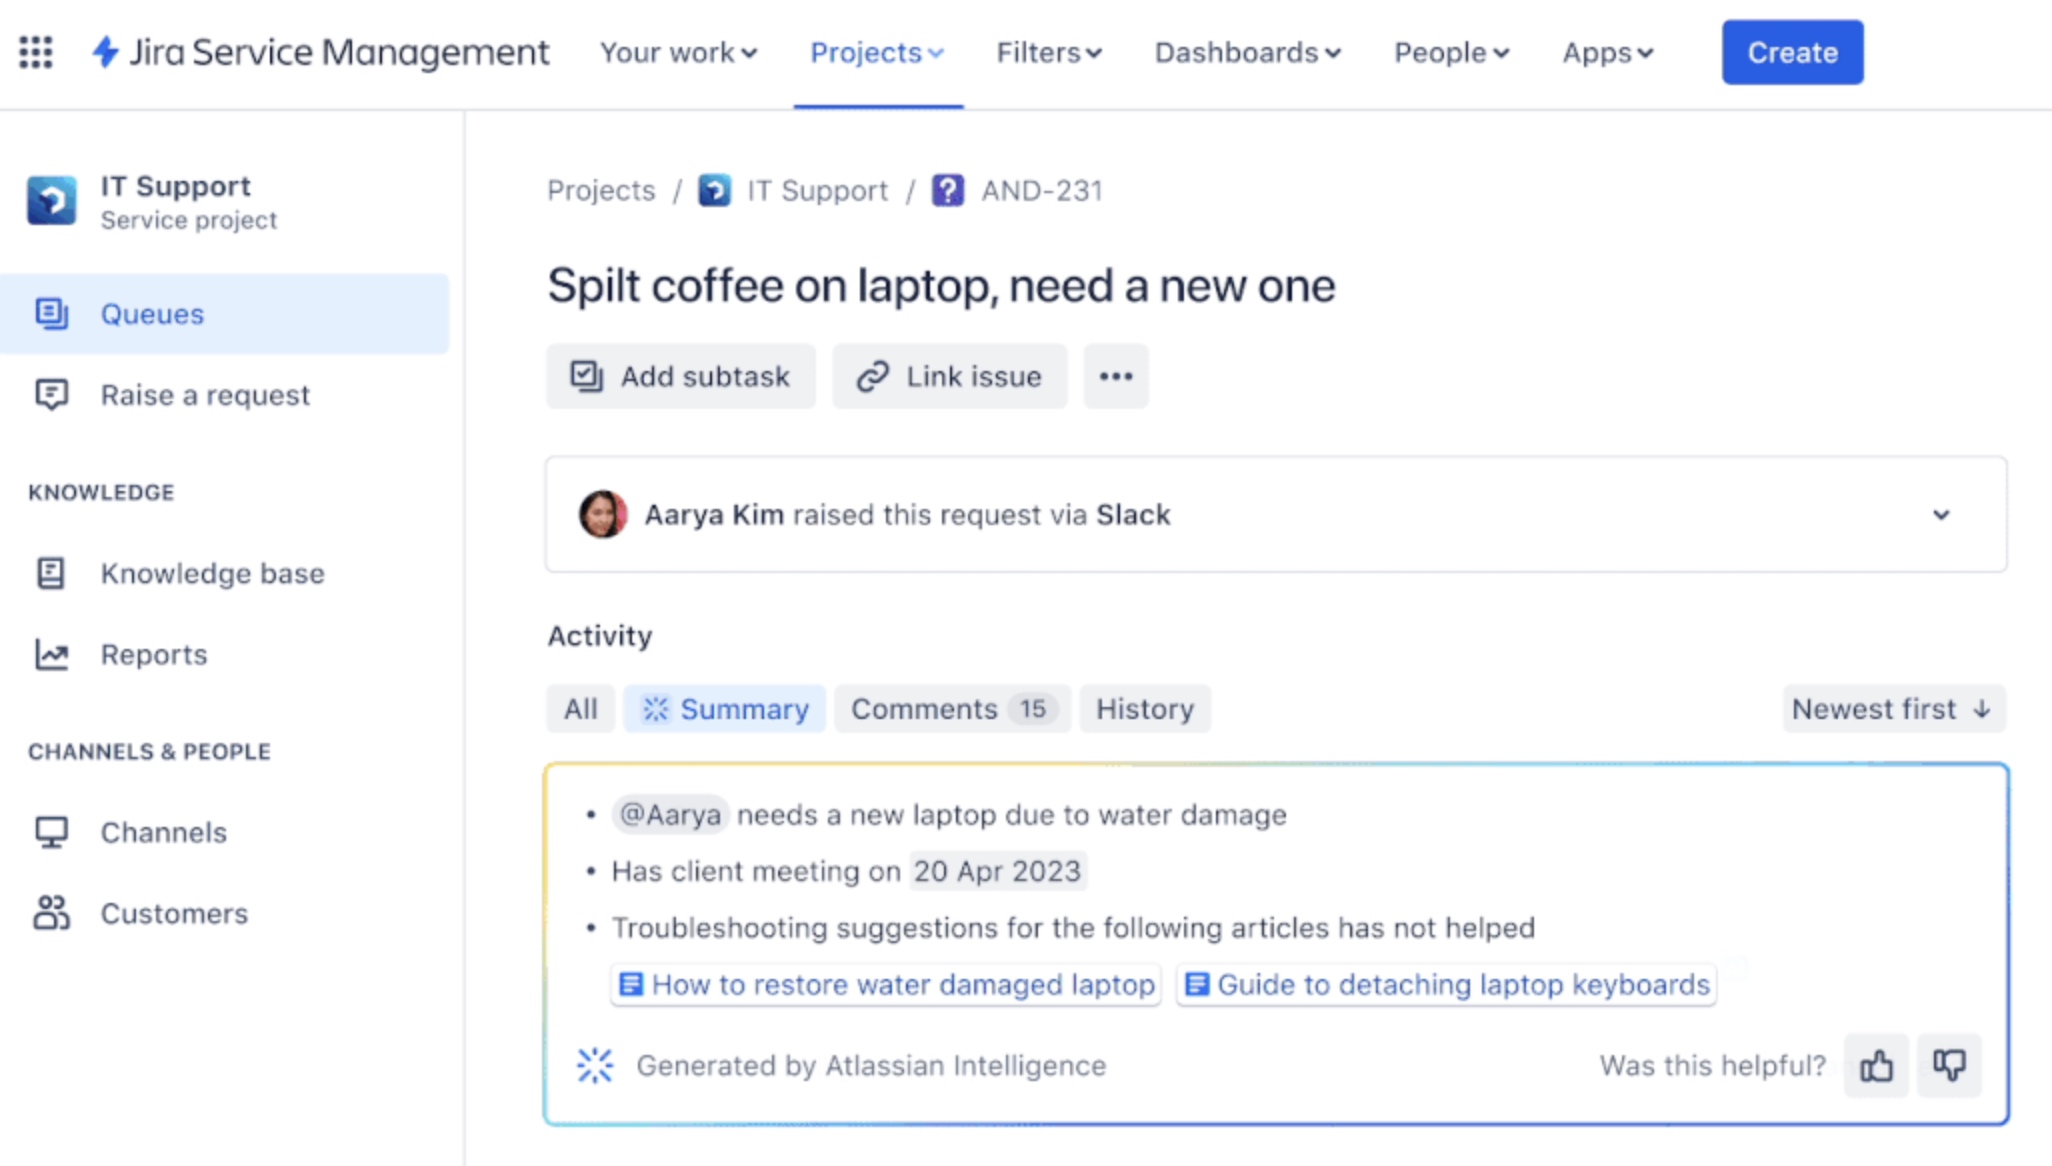 Jira Service Management Your work Projects Filters Dashboards People Apps Create
IT Support
Service project
Queues
Raise a request
KNOWLEDGE
Knowledge base
Reports
CHANNELS & PEOPLE
Channels
Customers
Projects / IT Support / AND-231
Spilt coffee on laptop, need a new one
Add subtask Link issue •••
Aarya Kim raised this request via Slack
Activity
All Summary Comments 15 History Newest first ↓
• @Aarya needs a new laptop due to water damage
• Has client meeting on 20 Apr 2023
• Troubleshooting suggestions for the following articles has not helped
How to restore water damaged laptop Guide to detaching laptop keyboards
Generated by Atlassian Intelligence Was this helpful?